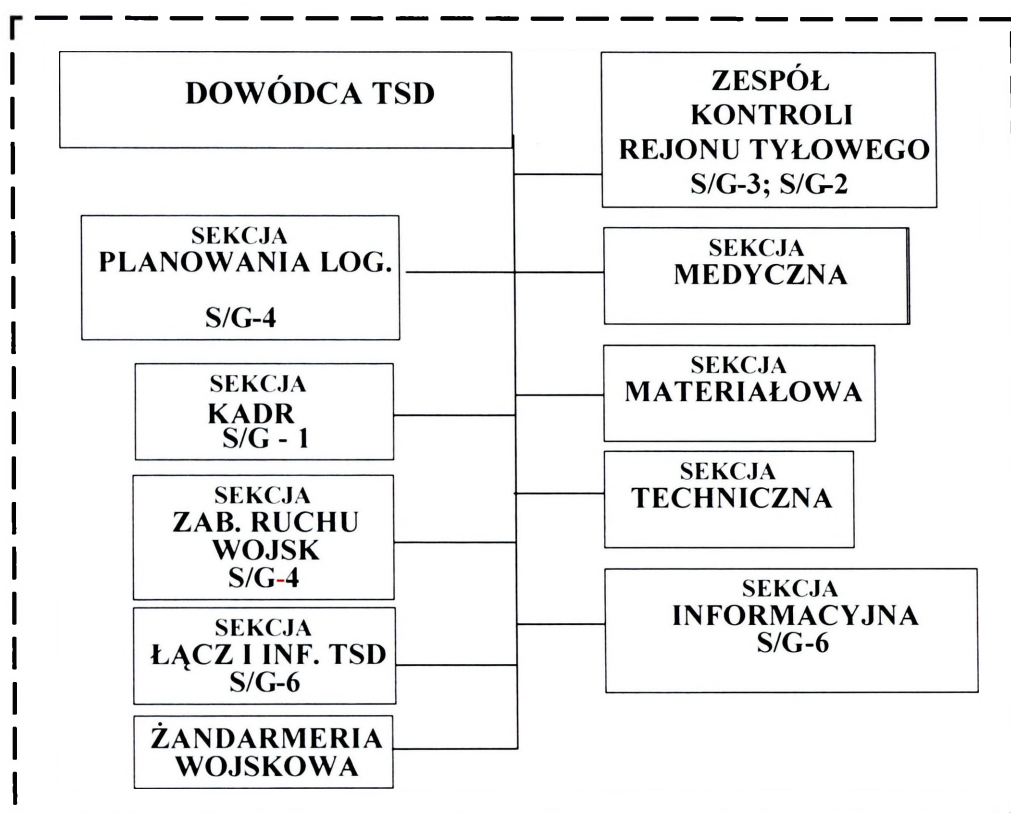 DOWÓDCA TSD
ZESPÓŁ
KONTROLI
REJONU TYŁOWEGO
S/G-3; S/G-2
SEKCJA
PLANOWANIA LOG.
S/G-4
SEKCJA
MEDYCZNA
SEKCJA
KADR
S/G - 1
SEKCJA
MATERIAŁOWA
SEKCJA
ZAB. RUCHU
WOJSK
S/G-4
SEKCJA
TECHNICZNA
SEKCJA
ŁĄCZ I INF. TSD
S/G-6
SEKCJA
INFORMACYJNA
S/G-6
ŻANDARMERIA
WOJSKOWA